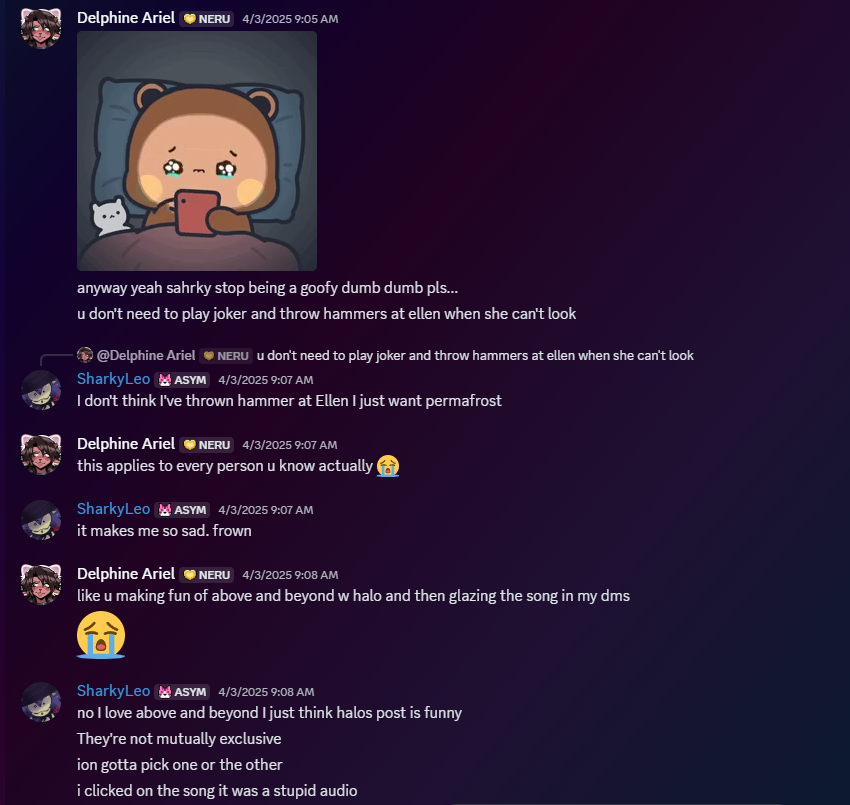 Delphine Ariel NERU 4/3/2025 9:05 AM
anyway yeah sahrky stop being a goofy dumb dumb pls...
u don't need to play joker and throw hammers at ellen when she can't look
@Delphine Ariel NERU u don't need to play joker and throw hammers at ellen when she can't look
SharkyLeo ASYM 4/3/2025 9:07 AM
I don't think I've thrown hammer at Ellen I just want permafrost
Delphine Ariel NERU 4/3/2025 9:07 AM
this applies to every person u know actually 😭
SharkyLeo ASYM 4/3/2025 9:07 AM
it makes me so sad. frown
Delphine Ariel NERU 4/3/2025 9:08 AM
like u making fun of above and beyond w halo and then glazing the song in my dms
😭
SharkyLeo ASYM 4/3/2025 9:08 AM
no I love above and beyond I just think halos post is funny
They're not mutually exclusive
ion gotta pick one or the other
i clicked on the song it was a stupid audio